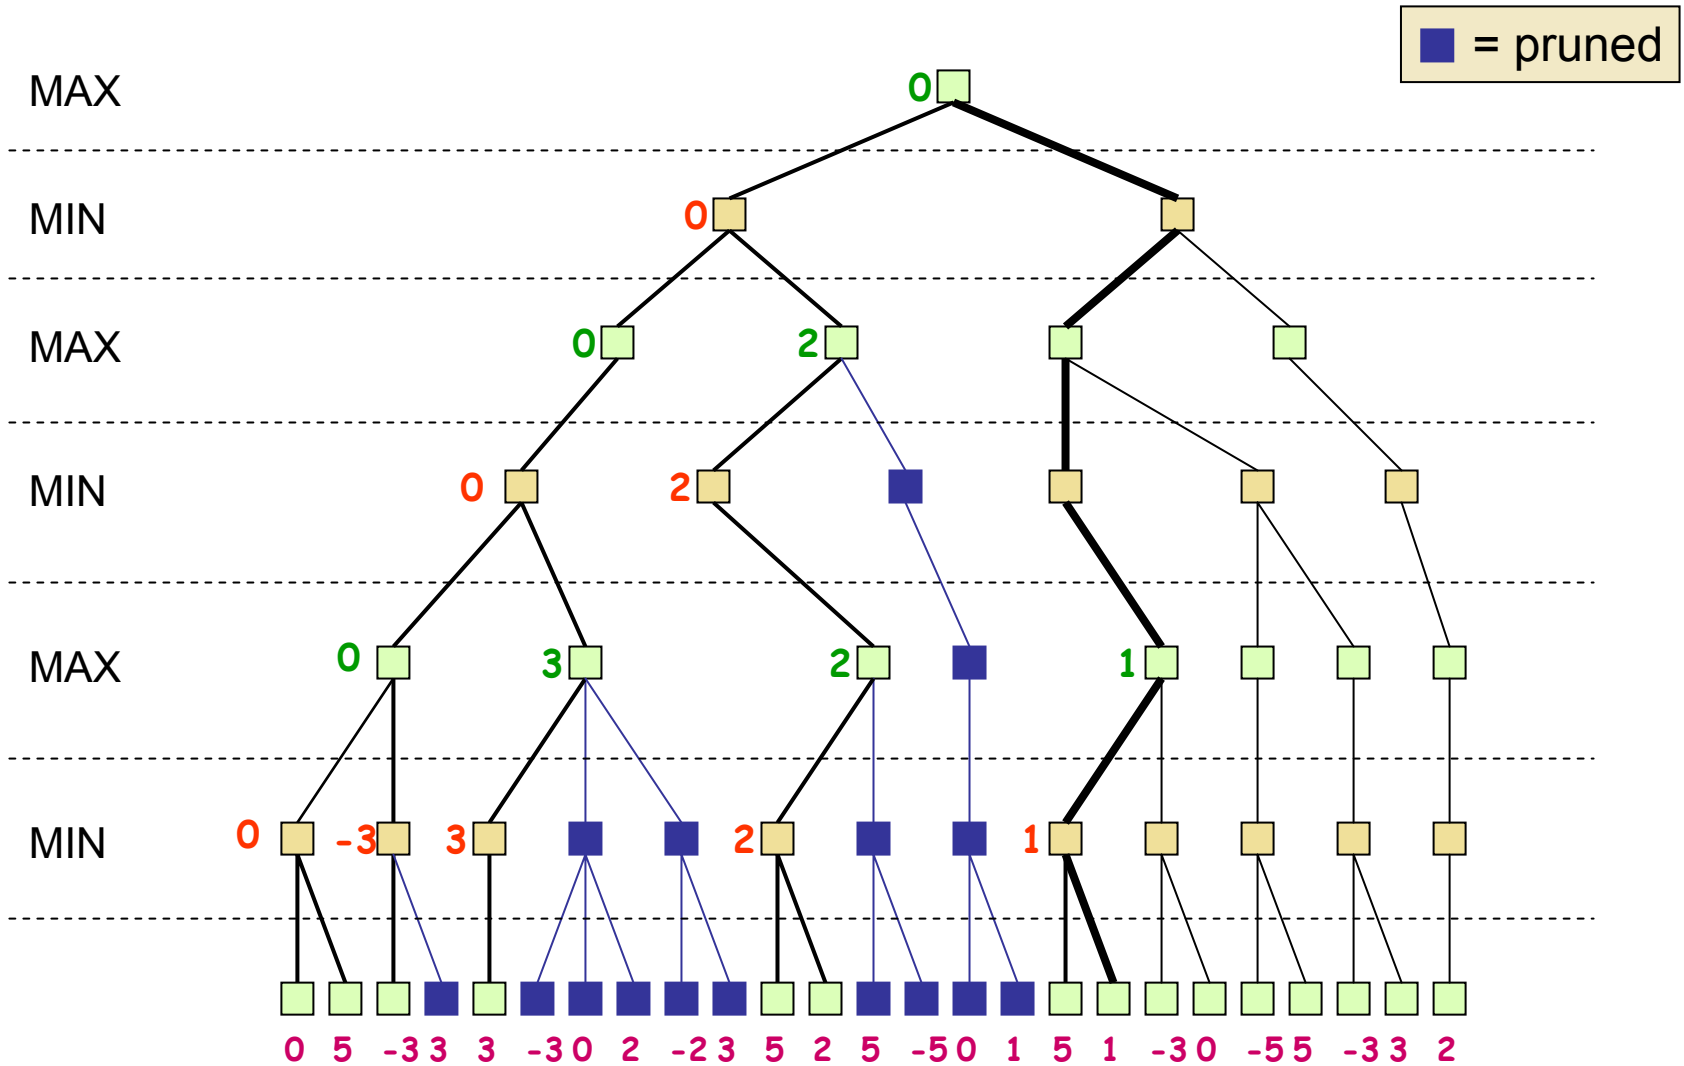 = pruned
MAX 0
MIN 0
MAX 0 2
MIN 0 2
MAX 0 3 2 1
MIN 0 -3 3 2 1
0 5 -3 3 3 -3 0 2 -2 3 5 2 5 -5 0 1 5 1 -3 0 -5 5 -3 3 2